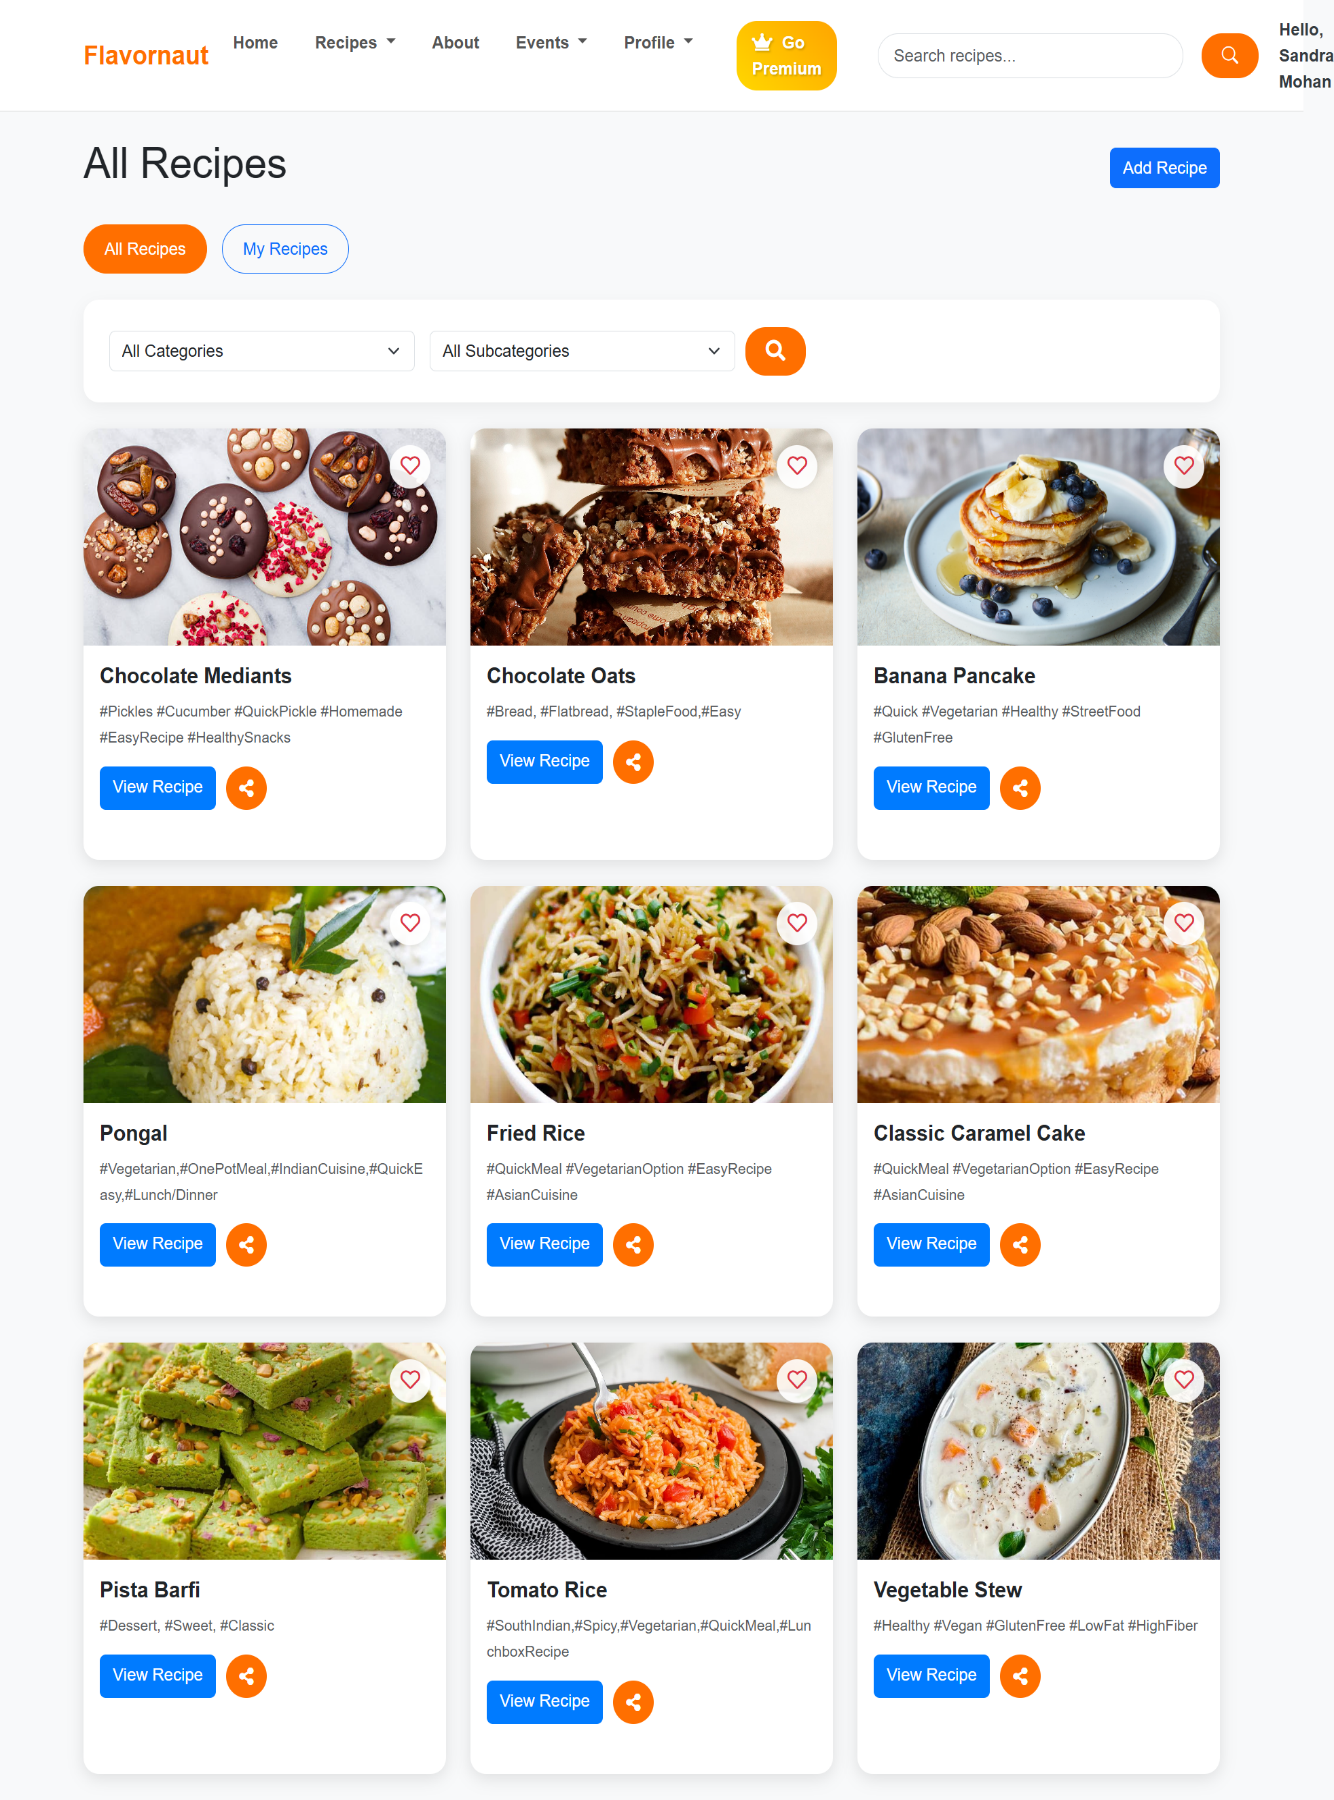 Flavornaut
Home
Recipes
About
Events
Profile
Go
Premium
Search recipes...
Hello,
Sandra
Mohan
All Recipes
Add Recipe
All Recipes
My Recipes
All Categories
All Subcategories
Chocolate Mediants
#Pickles #Cucumber #QuickPickle #Homemade
#EasyRecipe #HealthySnacks
View Recipe
Chocolate Oats
#Bread, #Flatbread, #StapleFood,#Easy
View Recipe
Banana Pancake
#Quick #Vegetarian #Healthy #StreetFood
#GlutenFree
View Recipe
Pongal
#Vegetarian,#OnePotMeal,#IndianCuisine,#QuickE
asy,#Lunch/Dinner
View Recipe
Fried Rice
#QuickMeal #VegetarianOption #EasyRecipe
#AsianCuisine
View Recipe
Classic Caramel Cake
#QuickMeal #VegetarianOption #EasyRecipe
#AsianCuisine
View Recipe
Pista Barfi
#Dessert, #Sweet, #Classic
View Recipe
Tomato Rice
#SouthIndian,#Spicy,#Vegetarian,#QuickMeal,#Lun
chboxRecipe
View Recipe
Vegetable Stew
#Healthy #Vegan #GlutenFree #LowFat #HighFiber
View Recipe